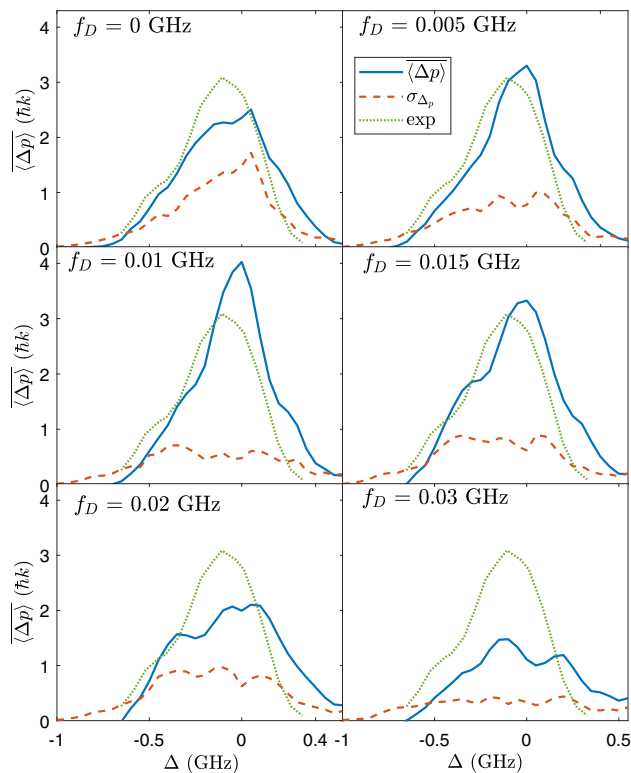 f_D = 0 GHz
f_D = 0.005 GHz
4
3
2
1
0
⟨Δp⟩ (ħk)
⟨Δp⟩
σ_Δp
exp
f_D = 0.01 GHz
f_D = 0.015 GHz
4
3
2
1
0
⟨Δp⟩ (ħk)
f_D = 0.02 GHz
f_D = 0.03 GHz
4
3
2
1
0
⟨Δp⟩ (ħk)
-1 -0.5 0 0.4 -1 -0.5 0 0.5
Δ (GHz) Δ (GHz)